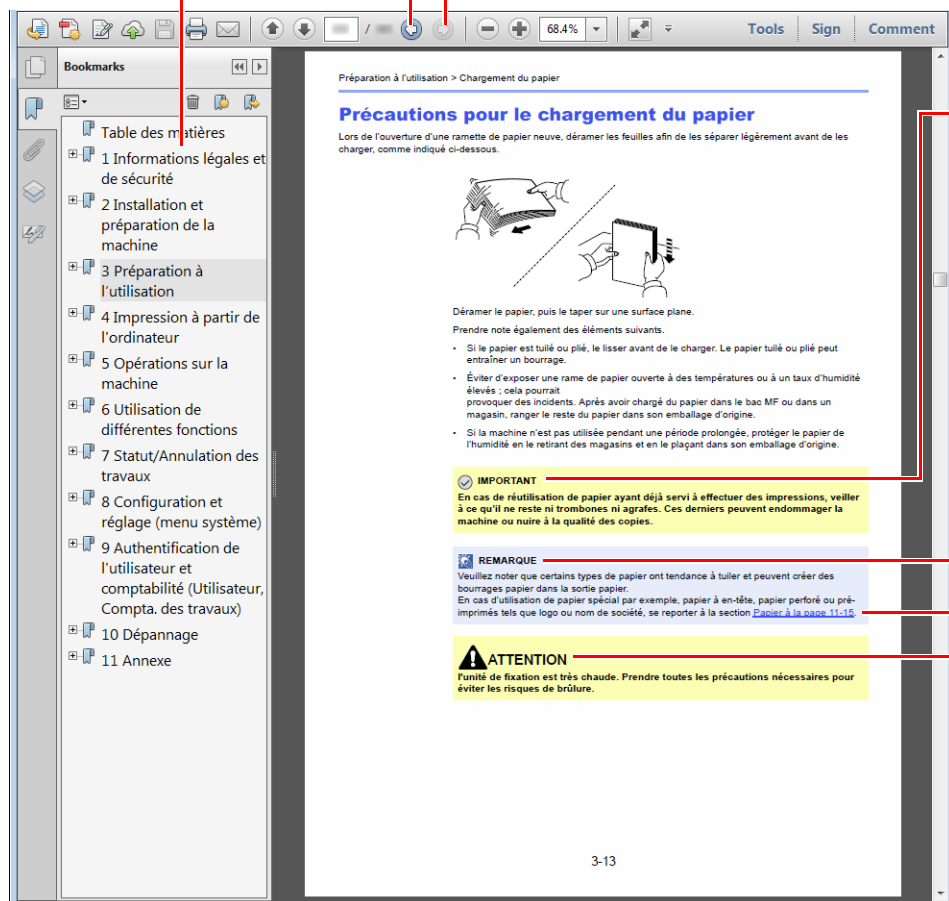 /
68.4%
Tools
Sign
Comment
Bookmarks
Table des matières
1 Informations légales et
de sécurité
2 Installation et
préparation de la
machine
3 Préparation à
l'utilisation
4 Impression à partir de
l'ordinateur
5 Opérations sur la
machine
6 Utilisation de
différentes fonctions
7 Statut/Annulation des
travaux
8 Configuration et
réglage (menu système)
9 Authentification de
l'utilisateur et
comptabilité (Utilisateur,
Compta. des travaux)
10 Dépannage
11 Annexe
Préparation à l'utilisation > Chargement du papier
Précautions pour le chargement du papier
Lors de l'ouverture d'une ramette de papier neuve, déramer les feuilles afin de les séparer légèrement avant de les
charger, comme indiqué ci-dessous.
Déramer le papier, puis le taper sur une surface plane.
Prendre note également des éléments suivants.
• Si le papier est tuilé ou plié, le lisser avant de le charger. Le papier tuilé ou plié peut
entraîner un bourrage.
• Éviter d'exposer une rame de papier ouverte à des températures ou à un taux d'humidité
élevés ; cela pourrait
provoquer des incidents. Après avoir chargé du papier dans le bac MF ou dans un
magasin, ranger le reste du papier dans son emballage d'origine.
• Si la machine n'est pas utilisée pendant une période prolongée, protéger le papier de
l'humidité en le retirant des magasins et en le plaçant dans son emballage d'origine.
IMPORTANT
En cas de réutilisation de papier ayant déjà servi à effectuer des impressions, veiller
à ce qu'il ne reste ni trombones ni agrafes. Ces derniers peuvent endommager la
machine ou nuire à la qualité des copies.
REMARQUE
Veuillez noter que certains types de papier ont tendance à tuiler et peuvent créer des
bourrages papier dans la sortie papier.
En cas d'utilisation de papier spécial par exemple, papier à en-tête, papier perforé ou pré-
imprimés tels que logo ou nom de société, se reporter à la section Papier à la page 11-15.
ATTENTION
l'unité de fixation est très chaude. Prendre toutes les précautions nécessaires pour
éviter les risques de brûlure.
3-13